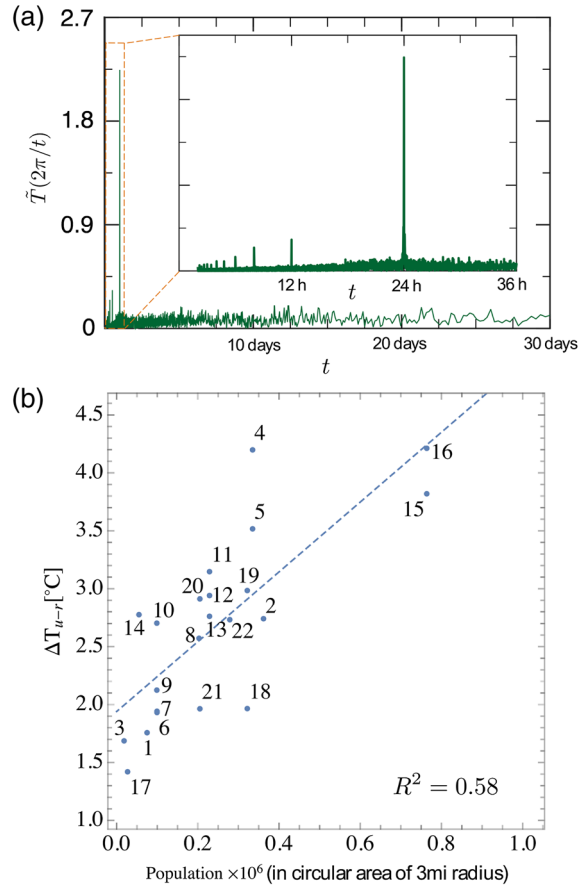 (a)
2.7
1.8
0.9
0
T̃(2π/t)
12 h
24 h
36 h
t
10 days
20 days
30 days
t
(b)
4.5
4.0
3.5
3.0
2.5
2.0
1.5
1.0
ΔT_{u−r}[°C]
4
16
15
5
11
19
20
12
10
14
2
13
22
8
9
21
18
7
3
6
1
17
R² = 0.58
0.0
0.2
0.4
0.6
0.8
1.0
Population ×10⁶ (in circular area of 3mi radius)